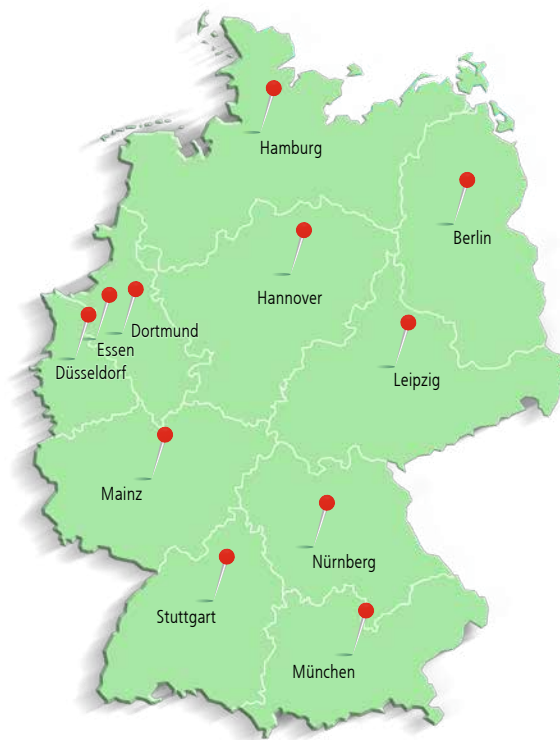 Hamburg
Berlin
Hannover
Dortmund
Essen
Düsseldorf
Leipzig
Mainz
Nürnberg
Stuttgart
München